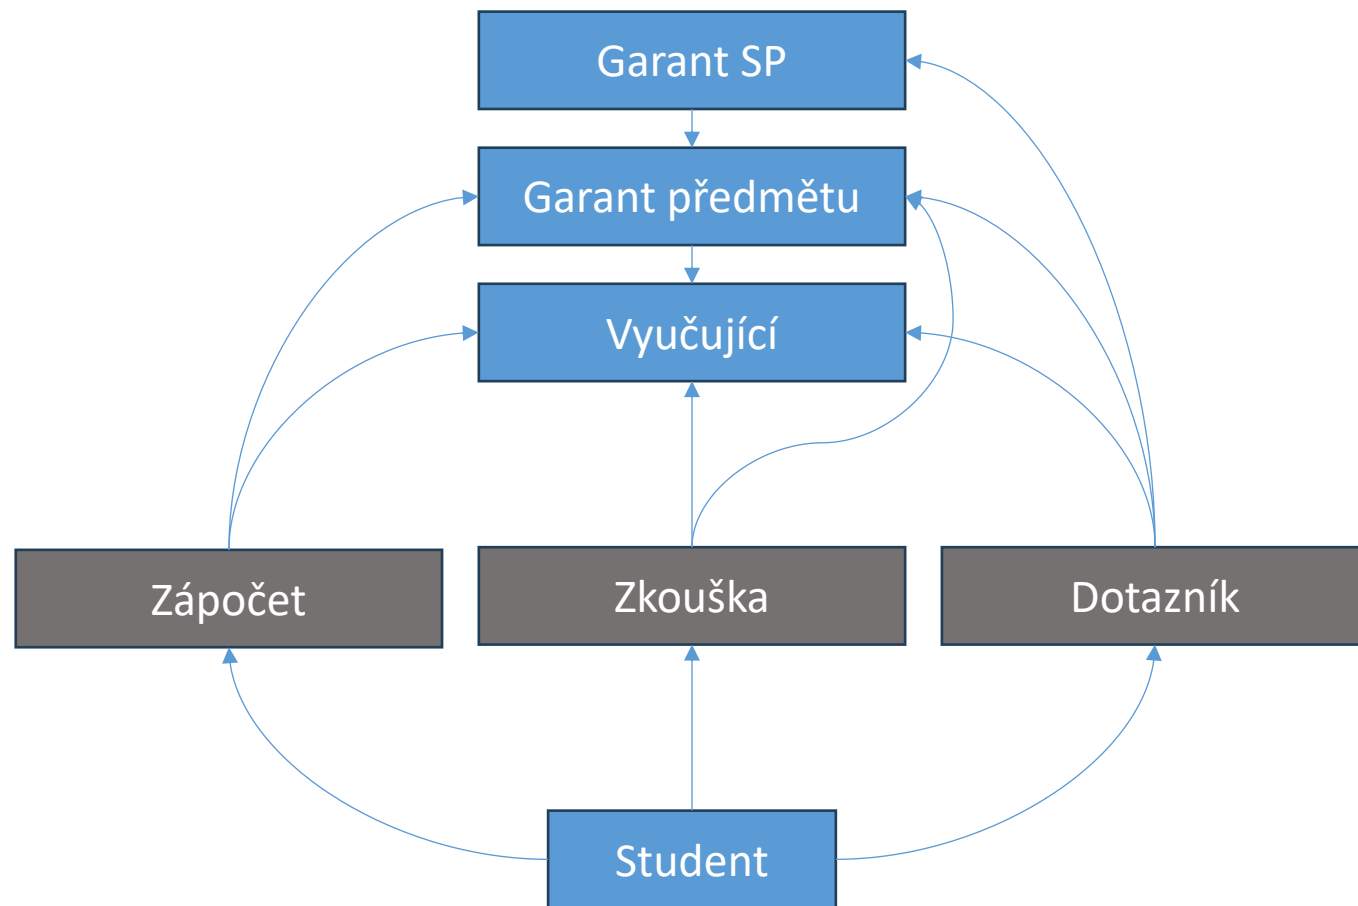 Garant SP
Garant předmětu
Vyučující
Zápočet
Zkouška
Dotazník
Student